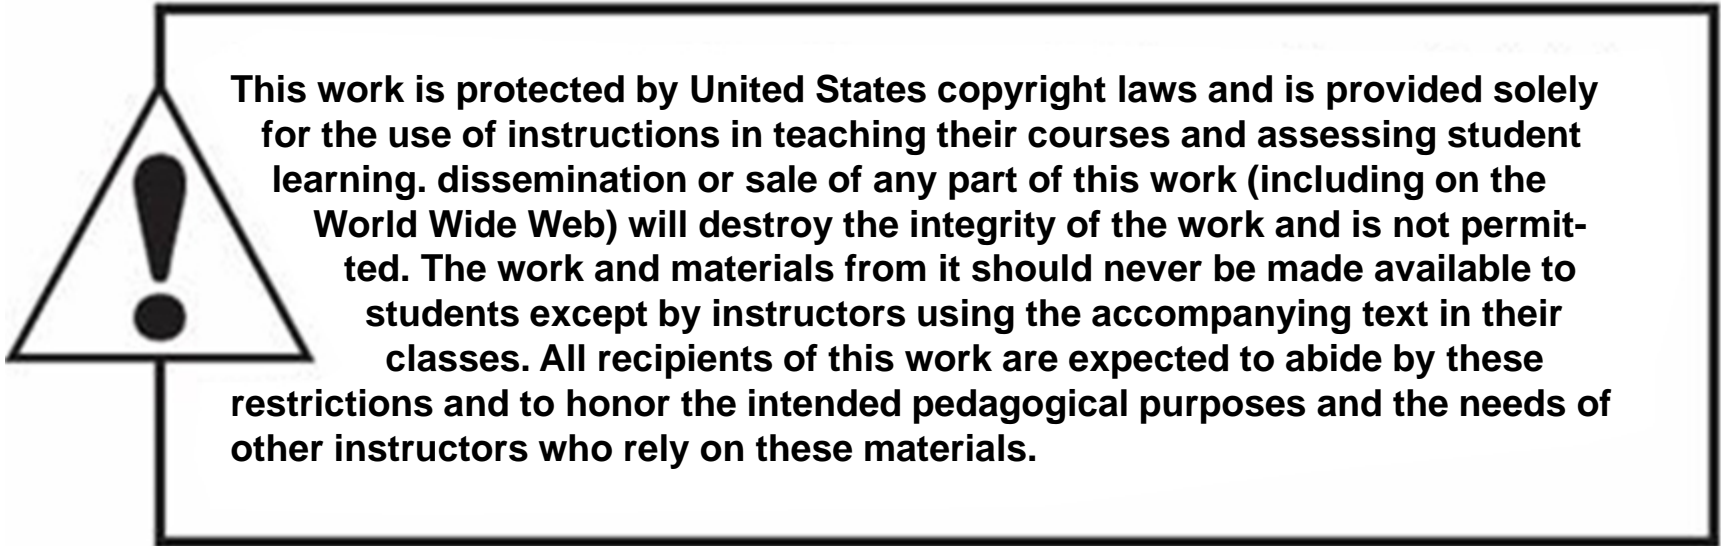 This work is protected by United States copyright laws and is provided solely
for the use of instructions in teaching their courses and assessing student
learning. dissemination or sale of any part of this work (including on the
World Wide Web) will destroy the integrity of the work and is not permit-
ted. The work and materials from it should never be made available to
students except by instructors using the accompanying text in their
classes. All recipients of this work are expected to abide by these
restrictions and to honor the intended pedagogical purposes and the needs of
other instructors who rely on these materials.